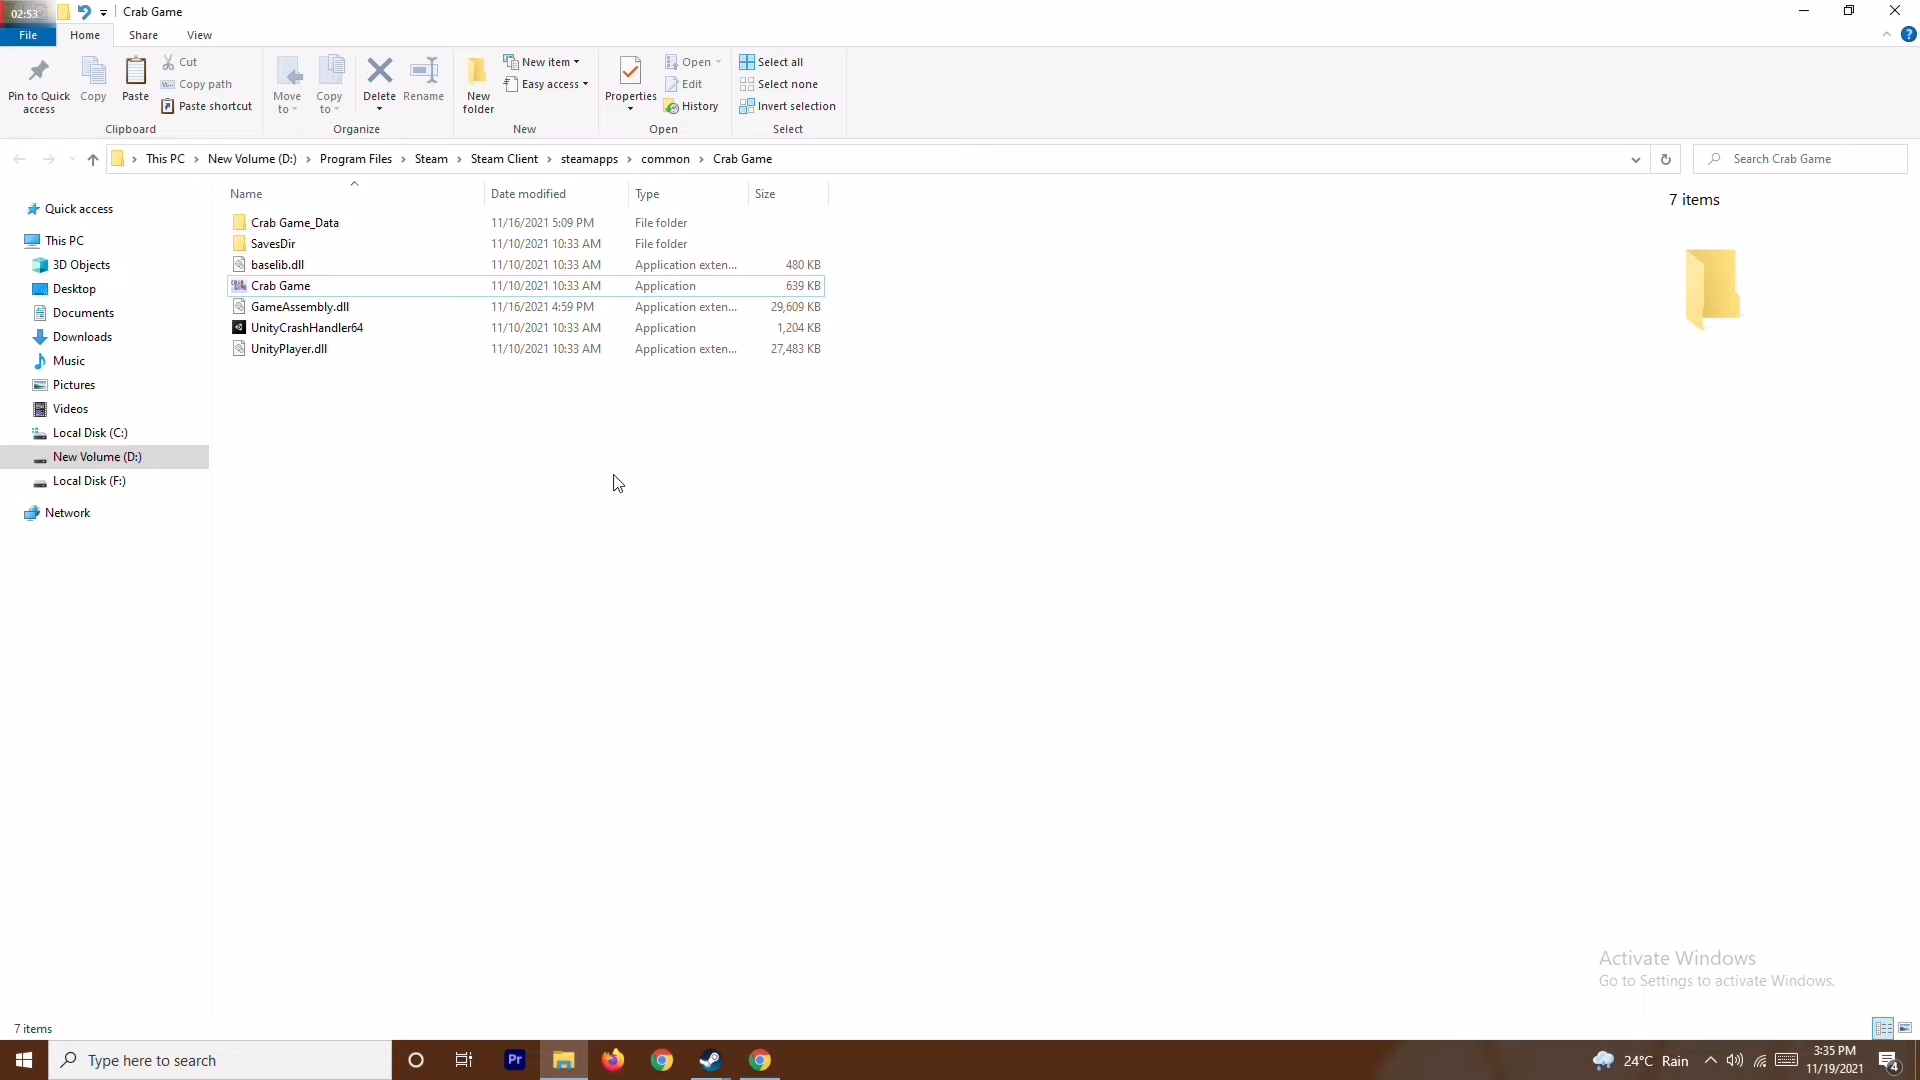 02:53 Crab Game
File Home Share View
Pin to Quick access
Copy
Paste
Cut
Copy path
Paste shortcut
Clipboard
Move to
Copy to
Delete
Rename
Organize
New folder
New item
Easy access
New
Properties
Open
Edit
History
Open
Select all
Select none
Invert selection
Select
This PC > New Volume (D:) > Program Files > Steam > Steam Client > steamapps > common > Crab Game
Search Crab Game
Quick access
This PC
3D Objects
Desktop
Documents
Downloads
Music
Pictures
Videos
Local Disk (C:)
New Volume (D:)
Local Disk (F:)
Network
Name Date modified Type Size
Crab Game_Data 11/16/2021 5:09 PM File folder
SavesDir 11/10/2021 10:33 AM File folder
baselib.dll 11/10/2021 10:33 AM Application exten... 480 KB
Crab Game 11/10/2021 10:33 AM Application 639 KB
GameAssembly.dll 11/16/2021 4:59 PM Application exten... 29,609 KB
UnityCrashHandler64 11/10/2021 10:33 AM Application 1,204 KB
UnityPlayer.dll 11/10/2021 10:33 AM Application exten... 27,483 KB
7 items
Activate Windows
Go to Settings to activate Windows.
7 items
Type here to search
Pr
24°C Rain
3:35 PM
11/19/2021
4